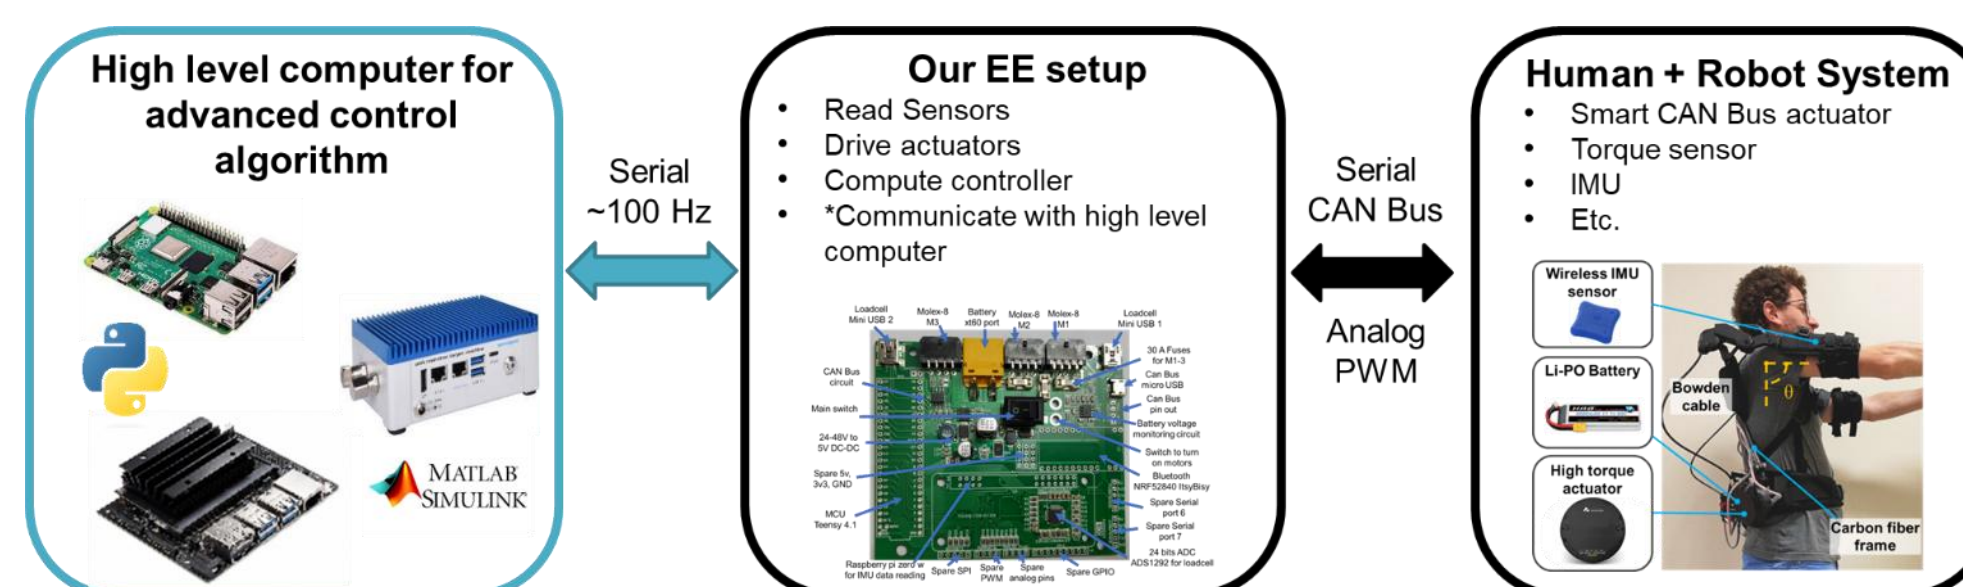 High level computer for
advanced control
algorithm
MATLAB
SIMULINK
Serial
~100 Hz
Our EE setup
• Read Sensors
• Drive actuators
• Compute controller
• *Communicate with high level
computer
Loadcell
Mini USB 2
Molex-8
M3
Battery
xt60 port
Molex-8
M2
Molex-8
M1
Loadcell
Mini USB 1
30 A Fuses
for M1-3
CAN Bus
circuit
Can Bus
micro USB
Main switch
Can Bus
pin out
Battery voltage
monitoring circuit
24-48V to
5V DC-DC
Switch to turn
on motors
Spare 5v,
3v3, GND
Bluetooth
NRF52840 ItsyBisy
MCU
Teensy 4.1
Spare Serial
port 6
Spare Serial
port 7
Raspberry pi zero w
for IMU data reading
Spare SPI
Spare
PWM
Spare
analog pins
Spare GPIO
24 bits ADC
ADS1292 for loadcell
Serial
CAN Bus
Analog
PWM
Human + Robot System
• Smart CAN Bus actuator
• Torque sensor
• IMU
• Etc.
Wireless IMU
sensor
Li-PO Battery
High torque
actuator
Bowden
cable
θ
Carbon fiber
frame